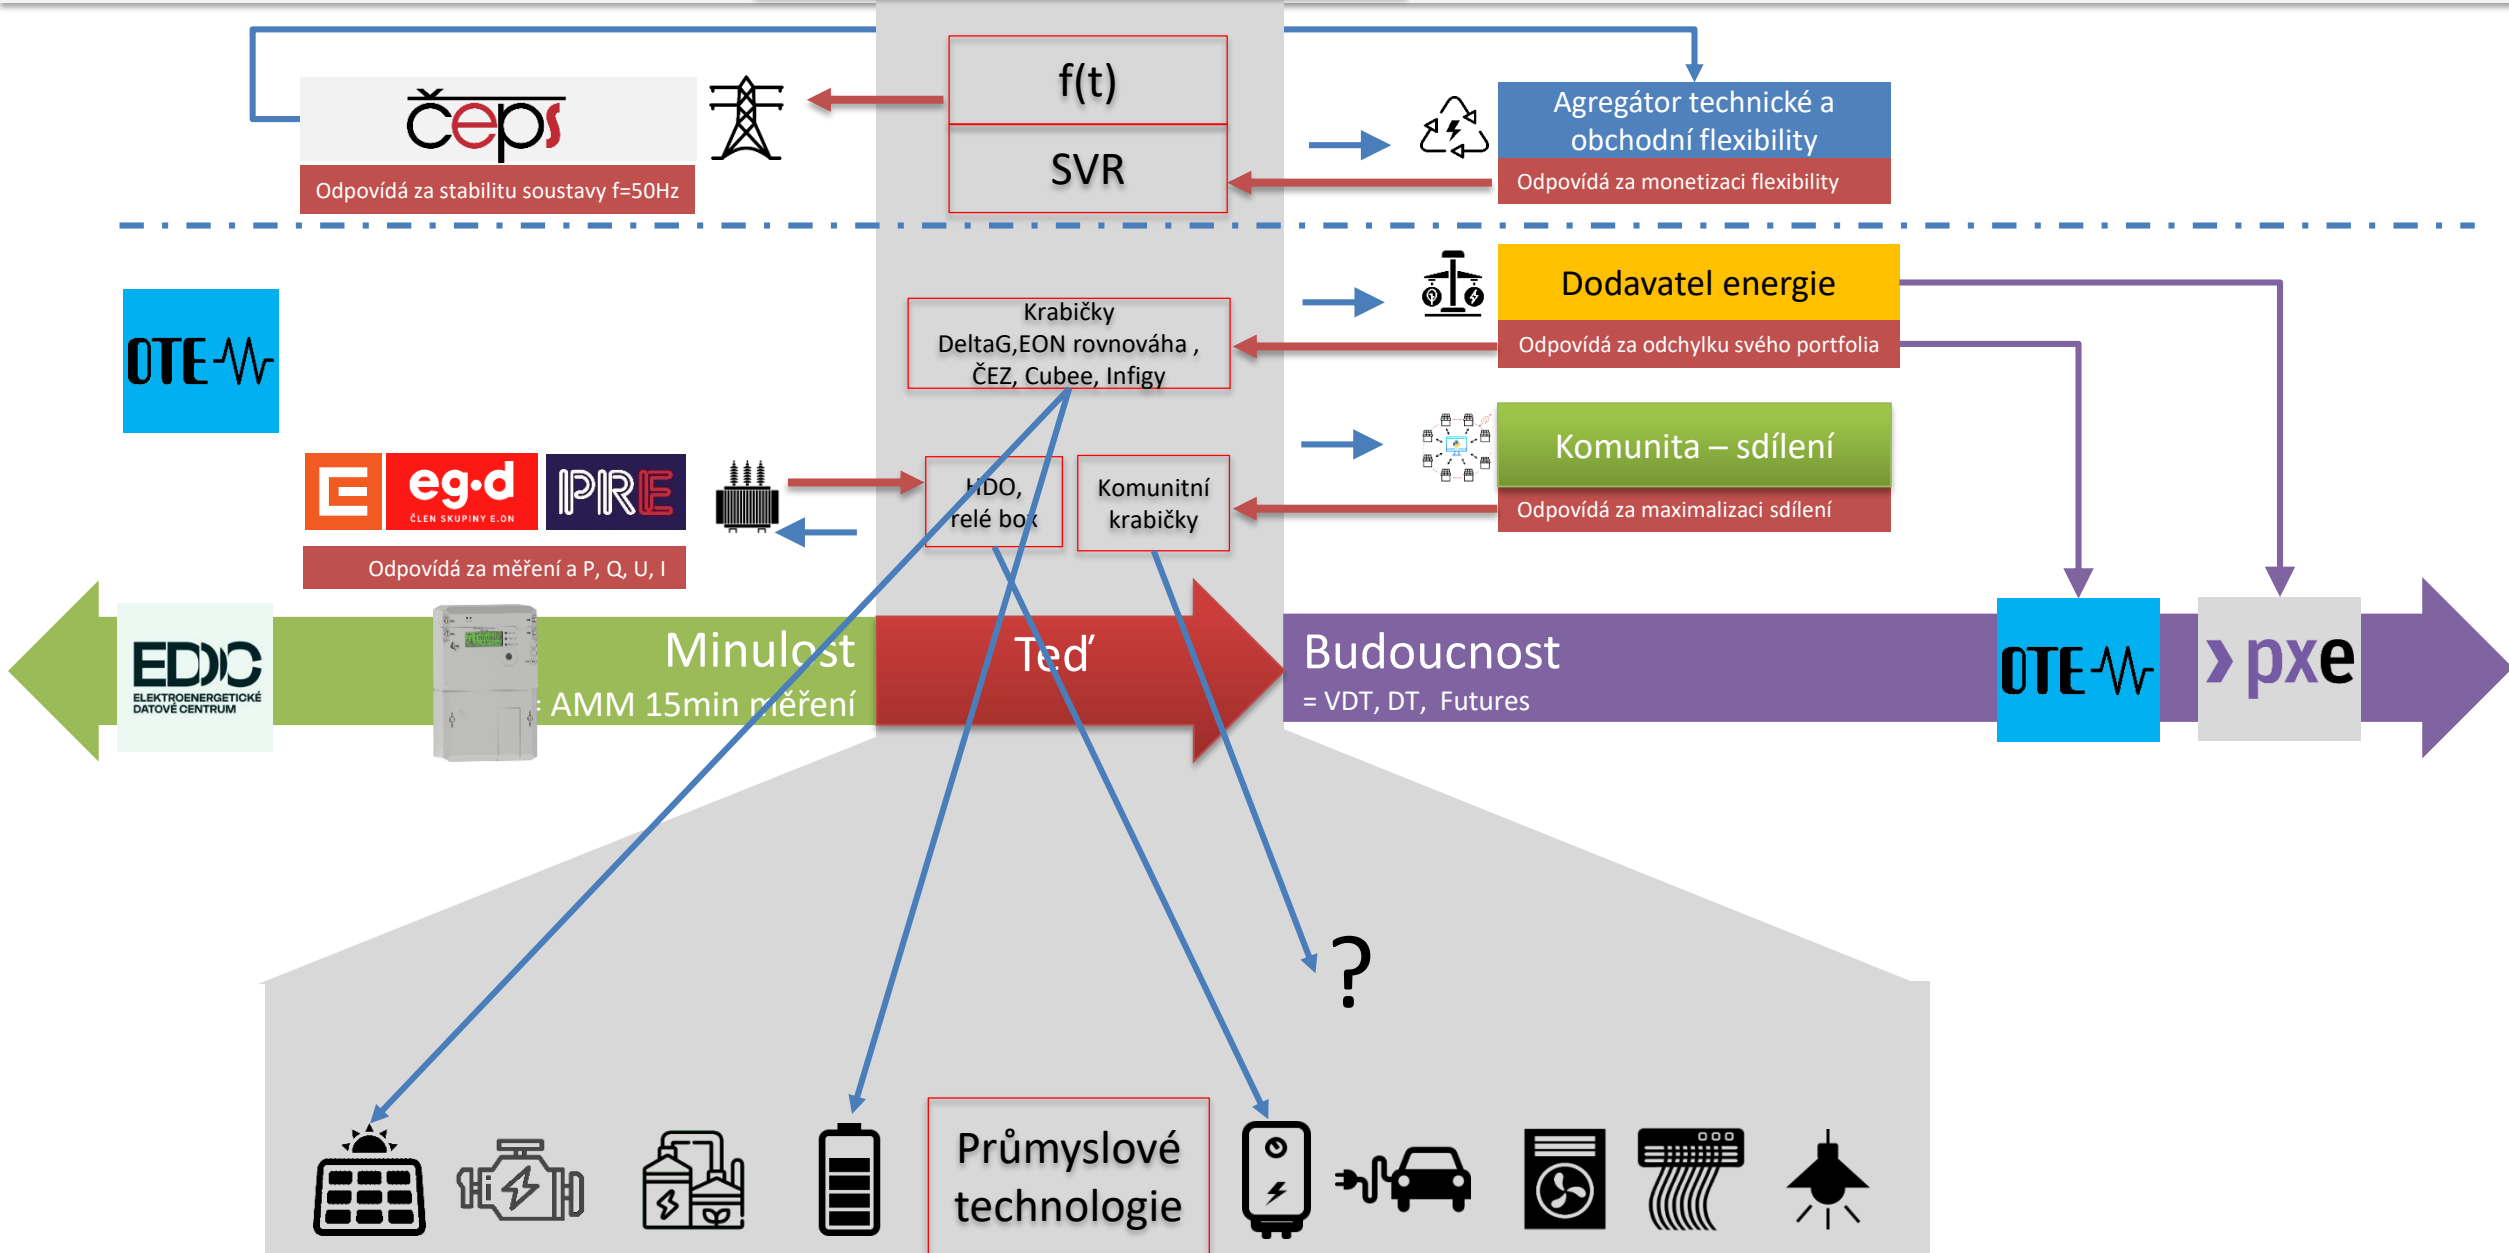 f(t)
čeps
Agregátor technické a
obchodní flexibility
SVR
Odpovídá za stabilitu soustavy f=50Hz
Odpovídá za monetizaci flexibility
Dodavatel energie
Krabičky
DeltaG,EON rovnováha ,
ČEZ, Cubee, Infigy
Odpovídá za odchylku svého portfolia
OTE
Komunita – sdílení
E
eg·d
ČLEN SKUPINY E.ON
PRE
HDO,
relé box
Komunitní
krabičky
Odpovídá za maximalizaci sdílení
Odpovídá za měření a P, Q, U, I
EDC
ELEKTROENERGETICKÉ
DATOVÉ CENTRUM
Minulost
= AMM 15min měření
Teď
Budoucnost
= VDT, DT,  Futures
OTE
pxe
?
Průmyslové
technologie